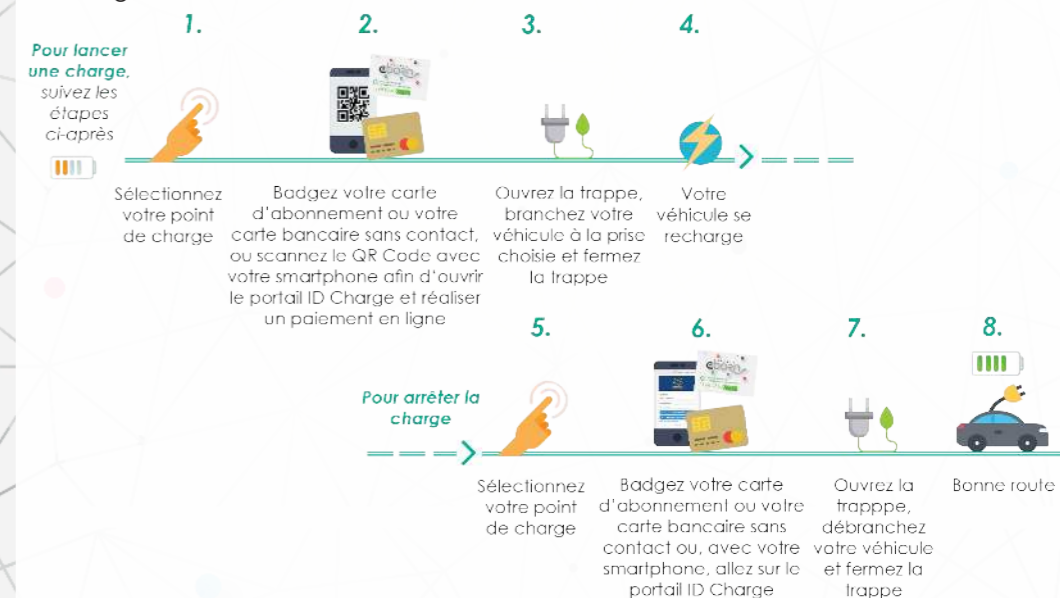 1.
2.
3.
4.
Pour lancer
une charge,
suivez les
étapes
ci-après
Sélectionnez
votre point
de charge
Badgez votre carte
d'abonnement ou votre
carte bancaire sans contact,
ou scannez le QR Code avec
votre smartphone afin d'ouvrir
le portail ID Charge et réaliser
un paiement en ligne
Ouvrez la trappe,
branchez votre
véhicule à la prise
choisie et fermez
la trappe
Votre
véhicule se
recharge
5.
6.
7.
8.
Pour arrêter la
charge
Sélectionnez
votre point
de charge
Badgez votre carte
d'abonnement ou votre
carte bancaire sans
contact ou, avec votre
smartphone, allez sur le
portail ID Charge
Ouvrez la
trapppe,
débranchez
votre véhicule
et fermez la
trappe
Bonne route